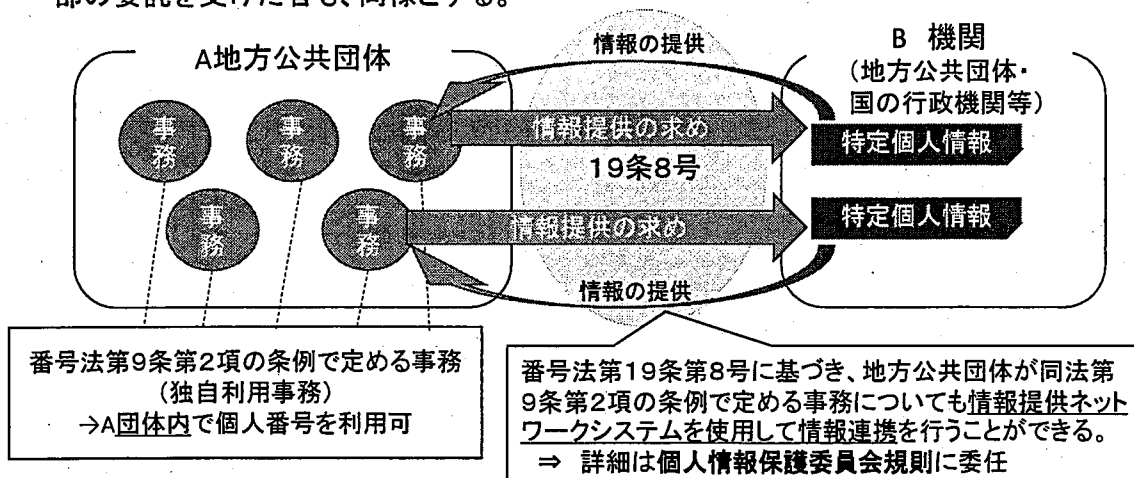 部の委託を受けた者も、同様とする。
A地方公共団体
情報の提供
B 機関
(地方公共団体・
国の行政機関等)
事務
事務
事務
情報提供の求め
特定個人情報
19条8号
事務
事務
情報提供の求め
特定個人情報
情報の提供
番号法第9条第2項の条例で定める事務
(独自利用事務)
→A団体内で個人番号を利用可
番号法第19条第8号に基づき、地方公共団体が同法第
9条第2項の条例で定める事務についても情報提供ネット
ワークシステムを使用して情報連携を行うことができる。
⇒ 詳細は個人情報保護委員会規則に委任